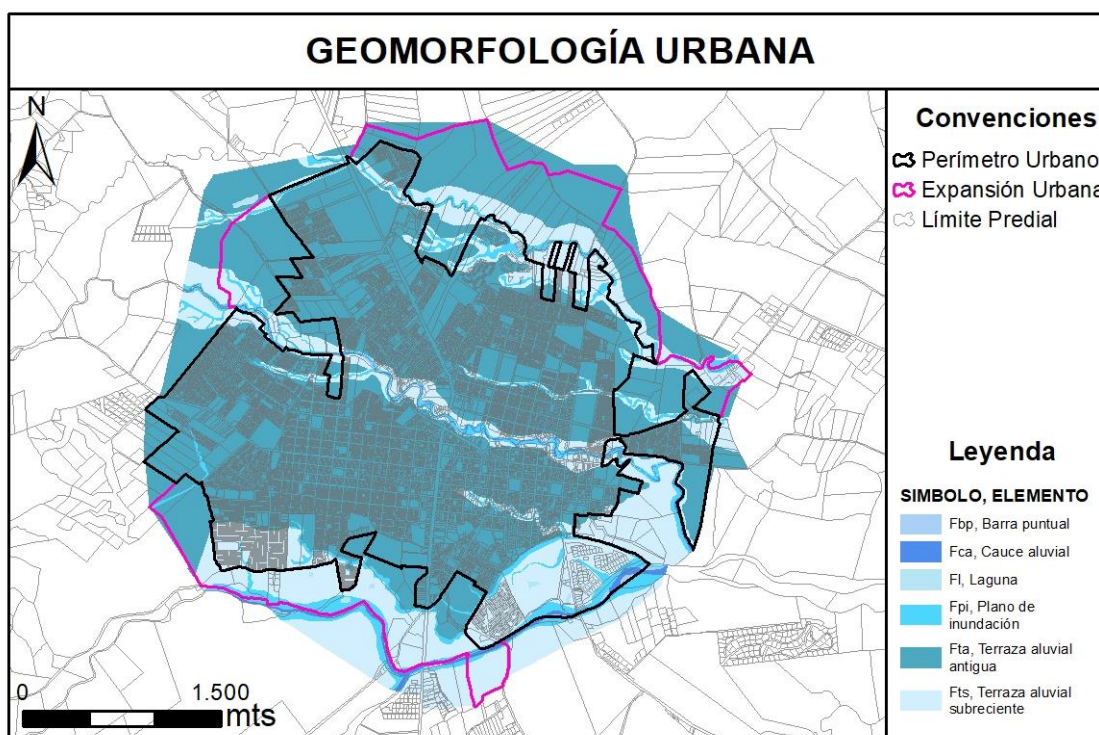 GEOMORFOLOGÍA URBANA
N
0 1.500
mts
Convenciones
Perímetro Urbano
Expansión Urbana
Límite Predial
Leyenda
SIMBOLO, ELEMENTO
Fbp, Barra puntual
Fca, Cauce aluvial
Fl, Laguna
Fpi, Plano de
inundación
Fta, Terraza aluvial
antigua
Fts, Terraza aluvial
subreciente